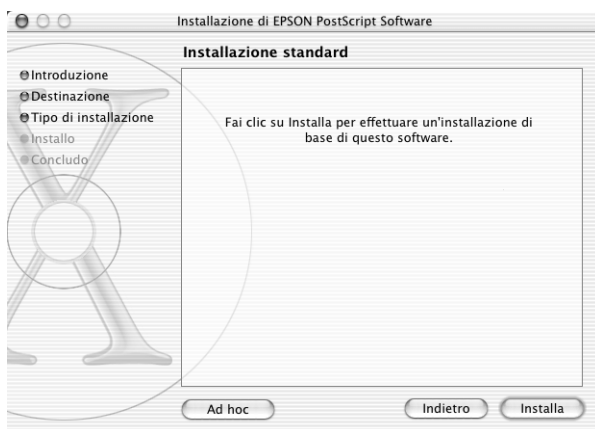 Installazione di EPSON PostScript Software
Installazione standard
Introduzione
Destinazione
Tipo di installazione
Installo
Concludo
Fai clic su Installa per effettuare un'installazione di
base di questo software.
Ad hoc
Indietro
Installa